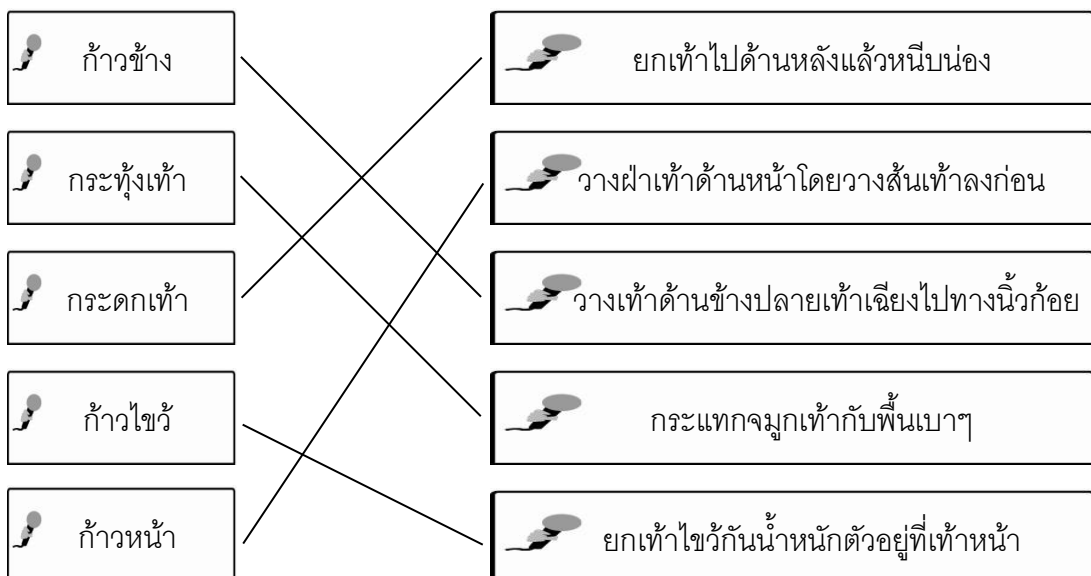 ก้าวข้าง
ยกเท้าไปด้านหลังแล้วหนีบน่อง
กระทุ้งเท้า
วางฝ่าเท้าด้านหน้าโดยวางส้นเท้าลงก่อน
กระดกเท้า
วางเท้าด้านข้างปลายเท้าเฉียงไปทางนิ้วก้อย
ก้าวไขว้
กระแทกจมูกเท้ากับพื้นเบาๆ
ก้าวหน้า
ยกเท้าไขว้กันน้ำหนักตัวอยู่ที่เท้าหน้า